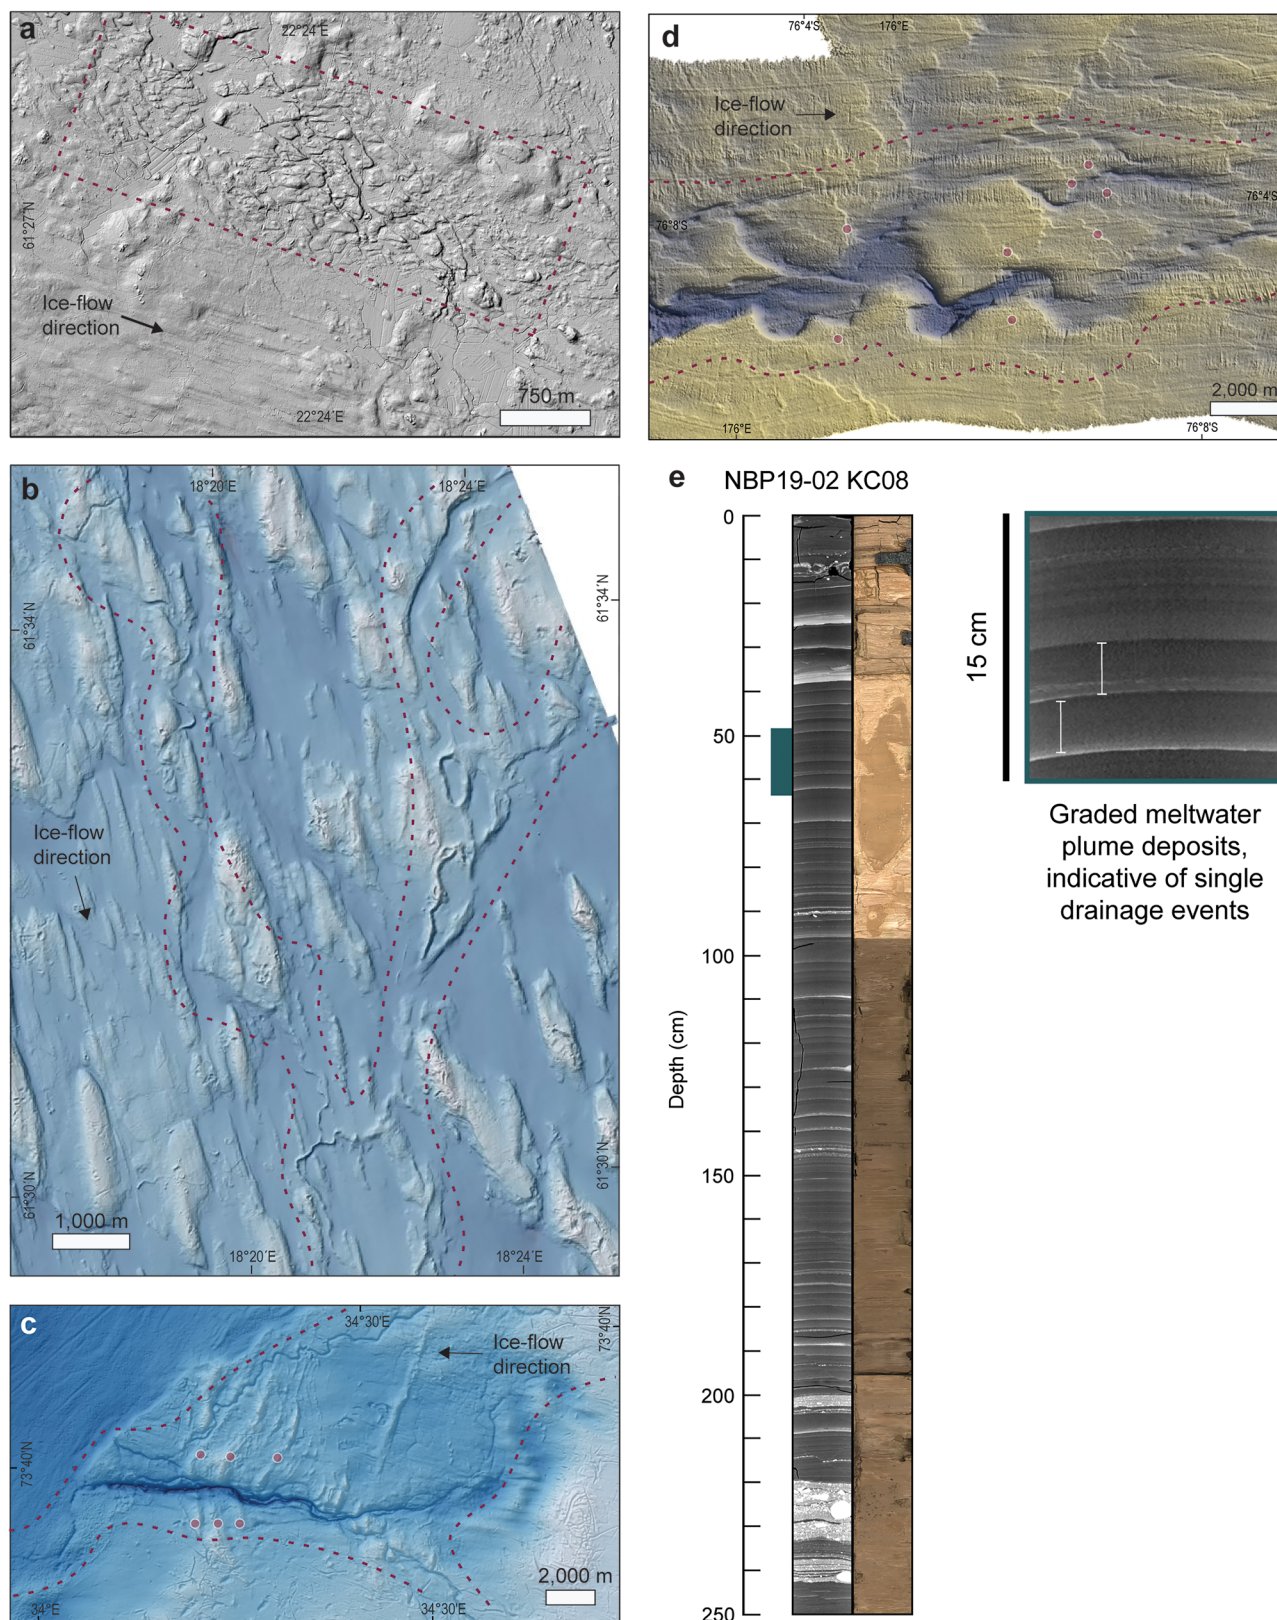 a
22°24´E
61°27´N
Ice-flow
direction
22°24´E
750 m
b
18°20´E
18°24´E
61°34´N
61°34´N
Ice-flow
direction
61°30´N
61°30´N
1,000 m
18°20´E
18°24´E
c
34°30'E
73°40'N
Ice-flow
direction
73°40'N
2,000 m
34°E
34°30'E
d
76°4'S
176°E
Ice-flow
direction
76°8'S
76°4'S
2,000 m
176°E
76°8'S
e
NBP19-02 KC08
0
50
100
150
200
250
Depth (cm)
15 cm
Graded meltwater
plume deposits,
indicative of single
drainage events